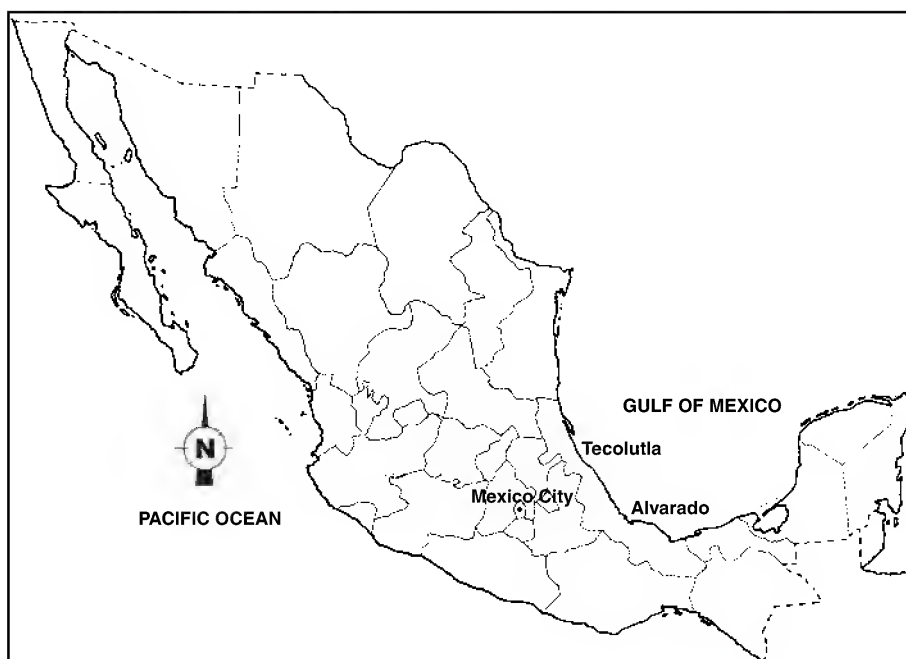 GULF OF MEXICO
Tecolutla
N
Mexico City
Alvarado
PACIFIC OCEAN